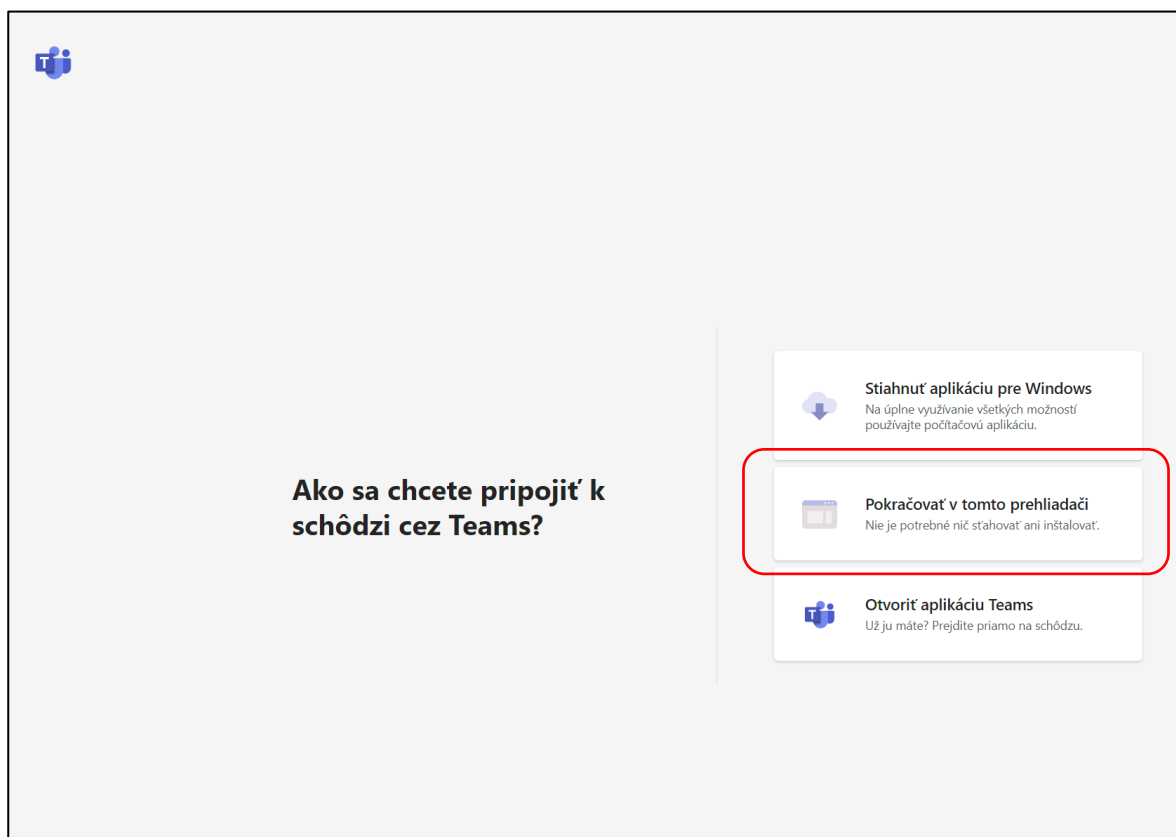 Ako sa chcete pripojiť k
schôdzi cez Teams?
Stiahnuť aplikáciu pre Windows
Na úplne využívanie všetkých možností
používajte počítačovú aplikáciu.
Pokračovať v tomto prehliadači
Nie je potrebné nič sťahovať ani inštalovať.
T
Otvoriť aplikáciu Teams
Už ju máte? Prejdite priamo na schôdzu.